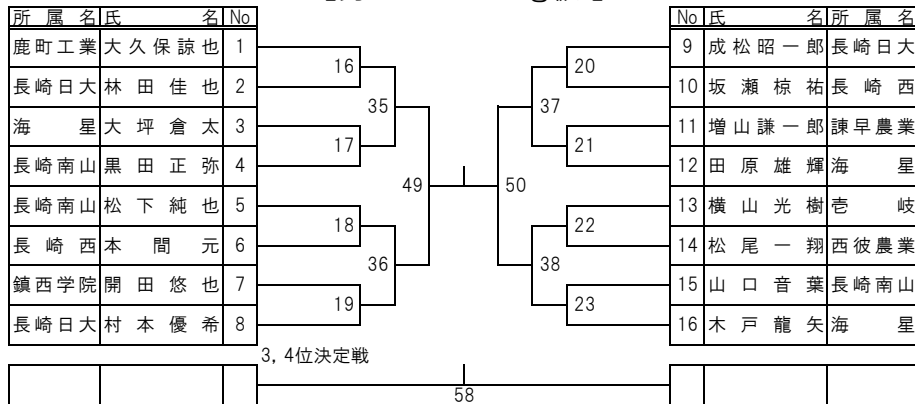 所属名 氏名 No
鹿町工業 大久保諒也 1
長崎日大 林田佳也 2
海星 大坪倉太 3
長崎南山 黒田正弥 4
長崎南山 松下純也 5
長崎西 本間元 6
鎮西学院 開田悠也 7
長崎日大 村本優希 8
16
17
18
19
35
36
49
50
37
38
20
21
22
23
No 氏名 所属名
9 成松昭一郎 長崎日大
10 坂瀬椋祐 長崎西
11 増山謙一郎 諫早農業
12 田原雄輝 海星
13 横山光樹 壱岐
14 松尾一翔 西彼農業
15 山口音葉 長崎南山
16 木戸龍矢 海星
3, 4位決定戦
58